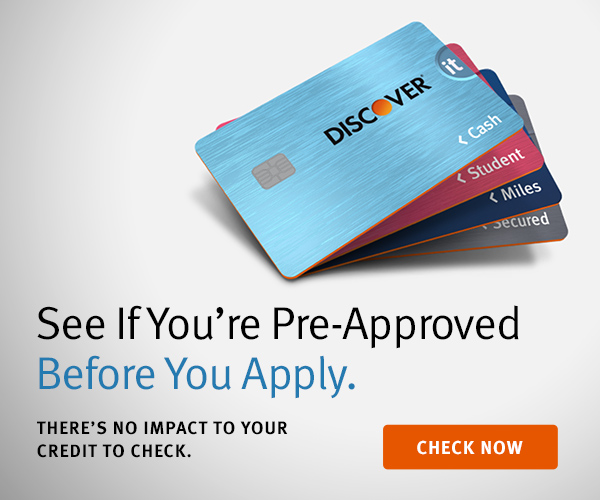 it
DISCOVER
Cash
Student
Miles
Secured
See If You're Pre-Approved
Before You Apply.
THERE'S NO IMPACT TO YOUR
CREDIT TO CHECK.
CHECK NOW